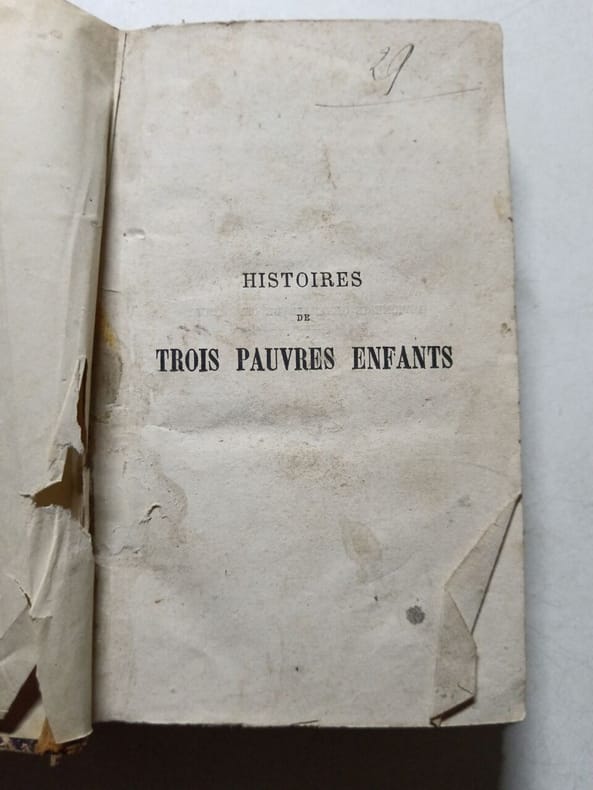 29
HISTOIRES
DE
TROIS PAUVRES ENFANTS